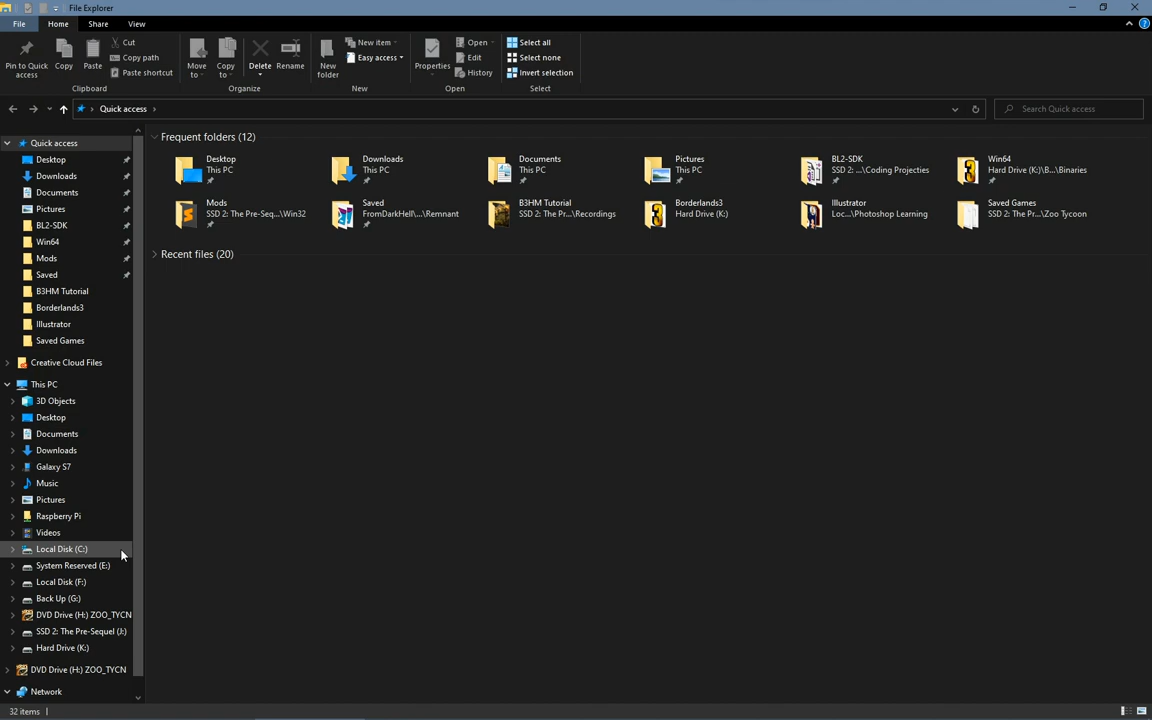 File Explorer
File Home Share View
Pin to Quick access
Copy
Paste
Cut
Copy path
Paste shortcut
Clipboard
Move to
Copy to
Delete
Rename
Organize
New folder
New item
Easy access
New
Properties
Open
Edit
History
Open
Select all
Select none
Invert selection
Select
Quick access
Search Quick access
Quick access
Desktop
Downloads
Documents
Pictures
BL2-SDK
Win64
Mods
Saved
B3HM Tutorial
Borderlands3
Illustrator
Saved Games
Creative Cloud Files
This PC
3D Objects
Desktop
Documents
Downloads
Galaxy S7
Music
Pictures
Raspberry Pi
Videos
Local Disk (C:)
System Reserved (E:)
Local Disk (F:)
Back Up (G:)
DVD Drive (H:) ZOO_TYCN
SSD 2: The Pre-Sequel (J:)
Hard Drive (K:)
DVD Drive (H:) ZOO_TYCN
Network
Frequent folders (12)
Desktop
This PC
Downloads
This PC
Documents
This PC
Pictures
This PC
BL2-SDK
SSD 2: ...\Coding Projecties
Win64
Hard Drive (K:)\B...\Binaries
Mods
SSD 2: The Pre-Seq...\Win32
Saved
FromDarkHell\...\Remnant
B3HM Tutorial
SSD 2: The Pr...\Recordings
Borderlands3
Hard Drive (K:)
Illustrator
Loc...\Photoshop Learning
Saved Games
SSD 2: The Pr...\Zoo Tycoon
Recent files (20)
32 items